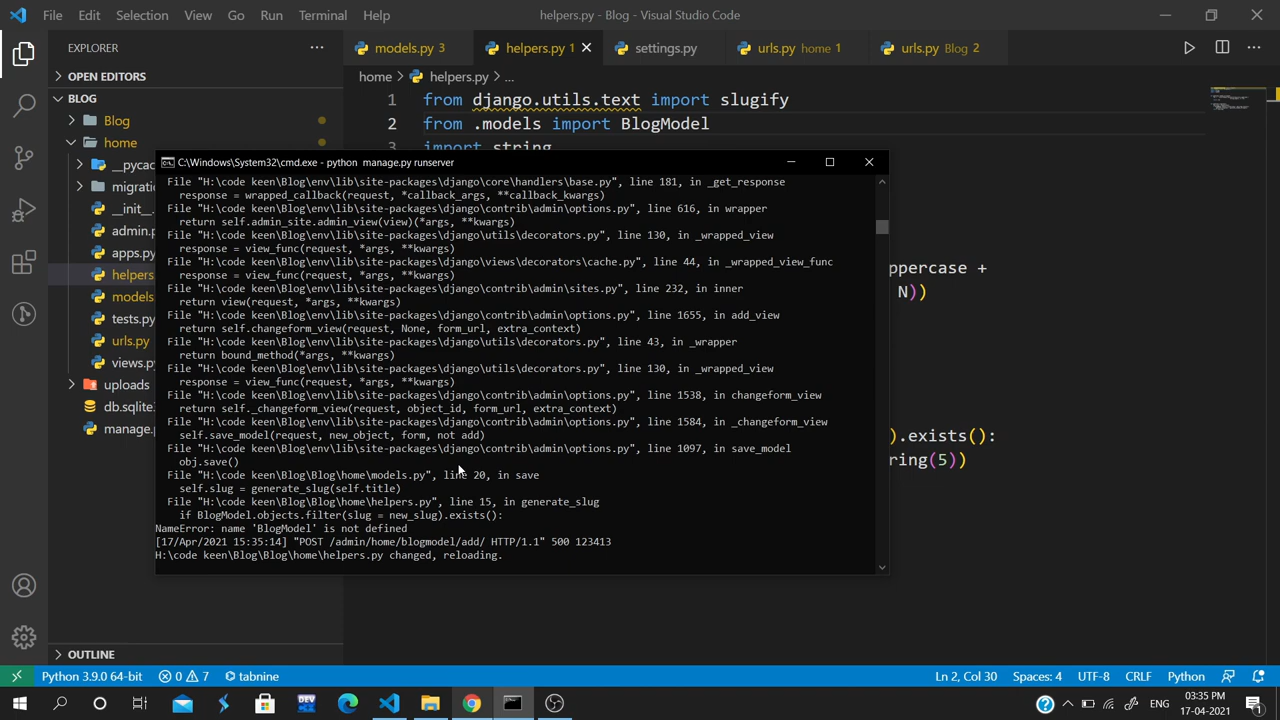 File Edit Selection View Go Run Terminal Help
helpers.py - Blog - Visual Studio Code
EXPLORER
models.py 3
helpers.py 1
settings.py
urls.py home 1
urls.py Blog 2
OPEN EDITORS
home > helpers.py > ...
BLOG
1 from django.utils.text import slugify
Blog
2 from .models import BlogModel
home
3 import string
__pycac
migration
__init__.
admin.p
apps.py
helpers.
models
tests.py
urls.py
views.py
uploads
db.sqlite
manage.p
C:\Windows\System32\cmd.exe - python  manage.py runserver
File "H:\code keen\Blog\env\lib\site-packages\django\core\handlers\base.py", line 181, in _get_response
response = wrapped_callback(request, *callback_args, **callback_kwargs)
File "H:\code keen\Blog\env\lib\site-packages\django\contrib\admin\options.py", line 616, in wrapper
return self.admin_site.admin_view(view)(*args, **kwargs)
File "H:\code keen\Blog\env\lib\site-packages\django\utils\decorators.py", line 130, in _wrapped_view
response = view_func(request, *args, **kwargs)
File "H:\code keen\Blog\env\lib\site-packages\django\views\decorators\cache.py", line 44, in _wrapped_view_func
response = view_func(request, *args, **kwargs)
File "H:\code keen\Blog\env\lib\site-packages\django\contrib\admin\sites.py", line 232, in inner
return view(request, *args, **kwargs)
File "H:\code keen\Blog\env\lib\site-packages\django\contrib\admin\options.py", line 1655, in add_view
return self.changeform_view(request, None, form_url, extra_context)
File "H:\code keen\Blog\env\lib\site-packages\django\utils\decorators.py", line 43, in _wrapper
return bound_method(*args, **kwargs)
File "H:\code keen\Blog\env\lib\site-packages\django\utils\decorators.py", line 130, in _wrapped_view
response = view_func(request, *args, **kwargs)
File "H:\code keen\Blog\env\lib\site-packages\django\contrib\admin\options.py", line 1538, in changeform_view
return self._changeform_view(request, object_id, form_url, extra_context)
File "H:\code keen\Blog\env\lib\site-packages\django\contrib\admin\options.py", line 1584, in _changeform_view
self.save_model(request, new_object, form, not add)
File "H:\code keen\Blog\env\lib\site-packages\django\contrib\admin\options.py", line 1097, in save_model
obj.save()
File "H:\code keen\Blog\Blog\home\models.py", line 20, in save
self.slug = generate_slug(self.title)
File "H:\code keen\Blog\Blog\home\helpers.py", line 15, in generate_slug
if BlogModel.objects.filter(slug = new_slug).exists():
NameError: name 'BlogModel' is not defined
[17/Apr/2021 15:35:14] "POST /admin/home/blogmodel/add/ HTTP/1.1" 500 123413
H:\code keen\Blog\Blog\home\helpers.py changed, reloading.
ppercase +
N))
).exists():
ring(5))
OUTLINE
Python 3.9.0 64-bit
0 7
tabnine
Ln 2, Col 30
Spaces: 4
UTF-8
CRLF
Python
DEV
ENG
03:35 PM
17-04-2021
1